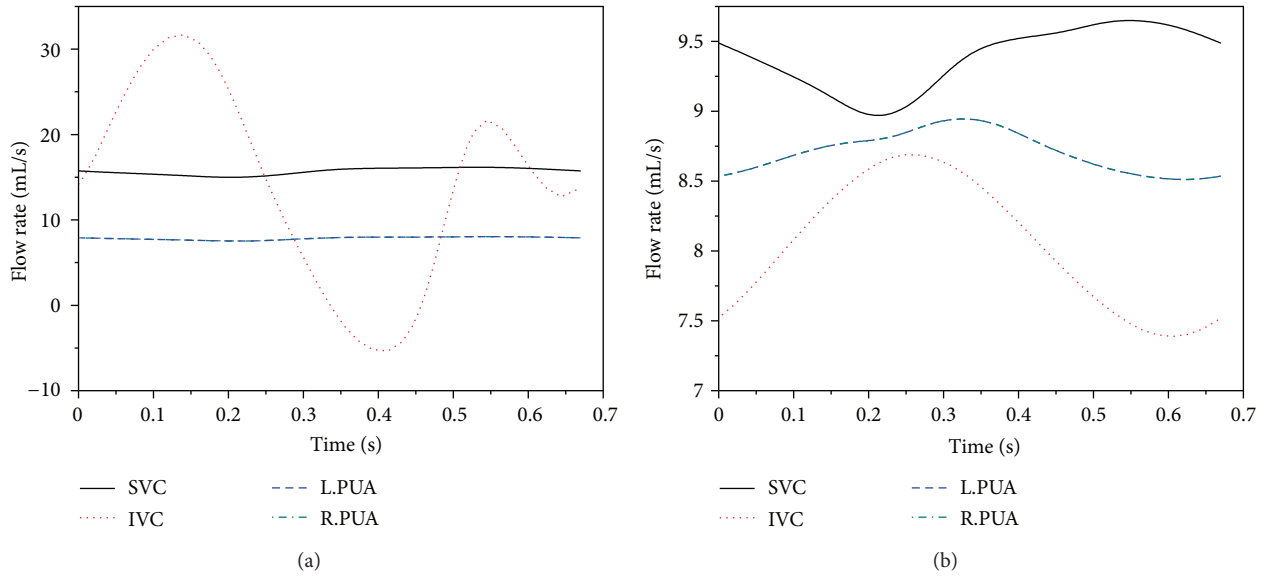 Flow rate (mL/s)
30
20
10
0
−10
0 0.1 0.2 0.3 0.4 0.5 0.6 0.7
Time (s)
SVC L.PUA
IVC R.PUA
(a)
Flow rate (mL/s)
9.5
9
8.5
8
7.5
7
0 0.1 0.2 0.3 0.4 0.5 0.6 0.7
Time (s)
SVC L.PUA
IVC R.PUA
(b)